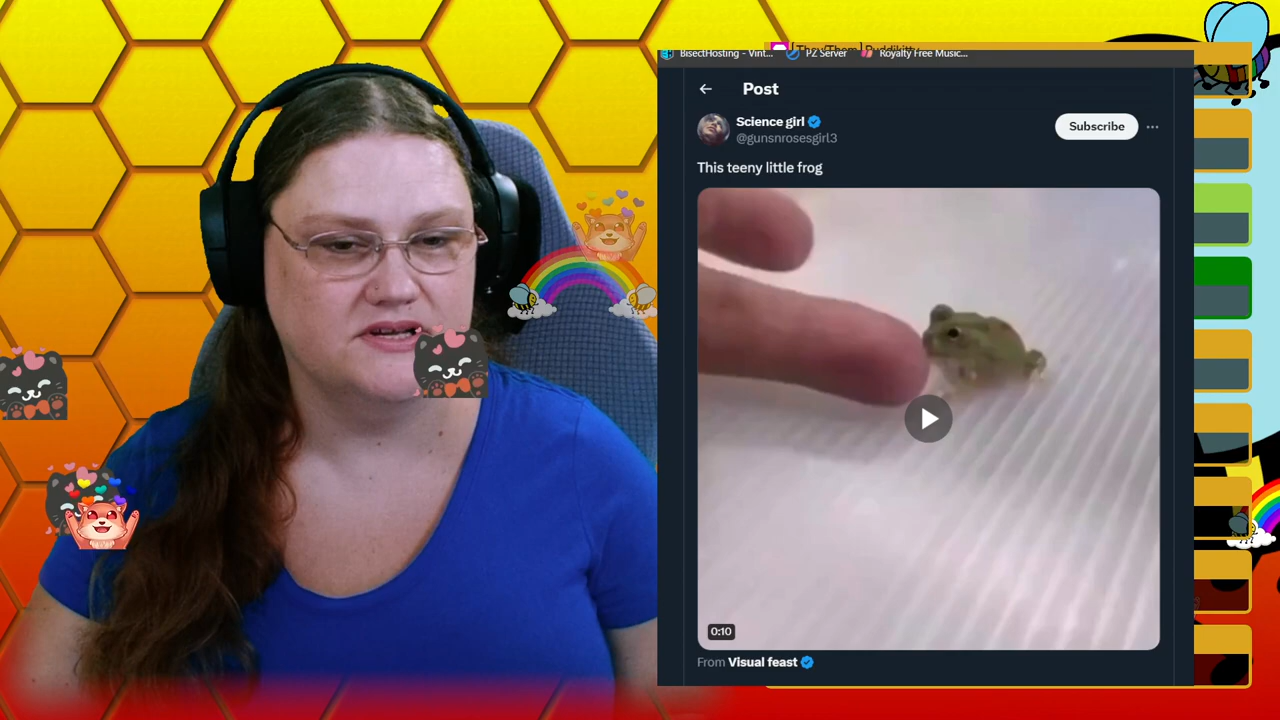 BisectHosting - Vint...
PZ Server
Royalty Free Music...
Post
Science girl
@gunsnrosesgirl3
Subscribe
This teeny little frog
0:10
From Visual feast